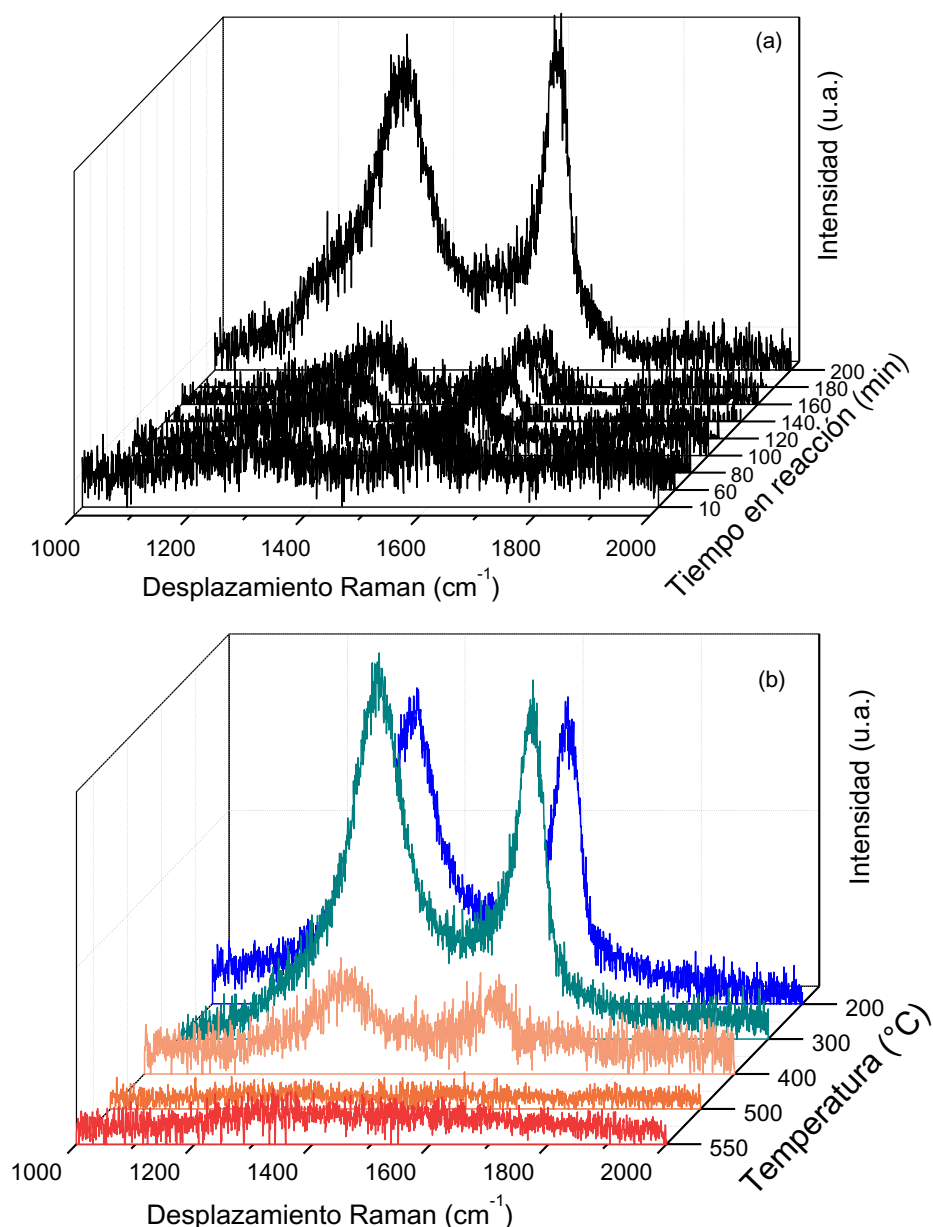 (a)
Intensidad (u.a.)
200
180
160
140
120
100
80
60
10
Tiempo en reacción (min)
1000 1200 1400 1600 1800 2000
Desplazamiento Raman (cm⁻¹)
(b)
Intensidad (u.a.)
200
300
400
500
550
Temperatura (°C)
1000 1200 1400 1600 1800 2000
Desplazamiento Raman (cm⁻¹)